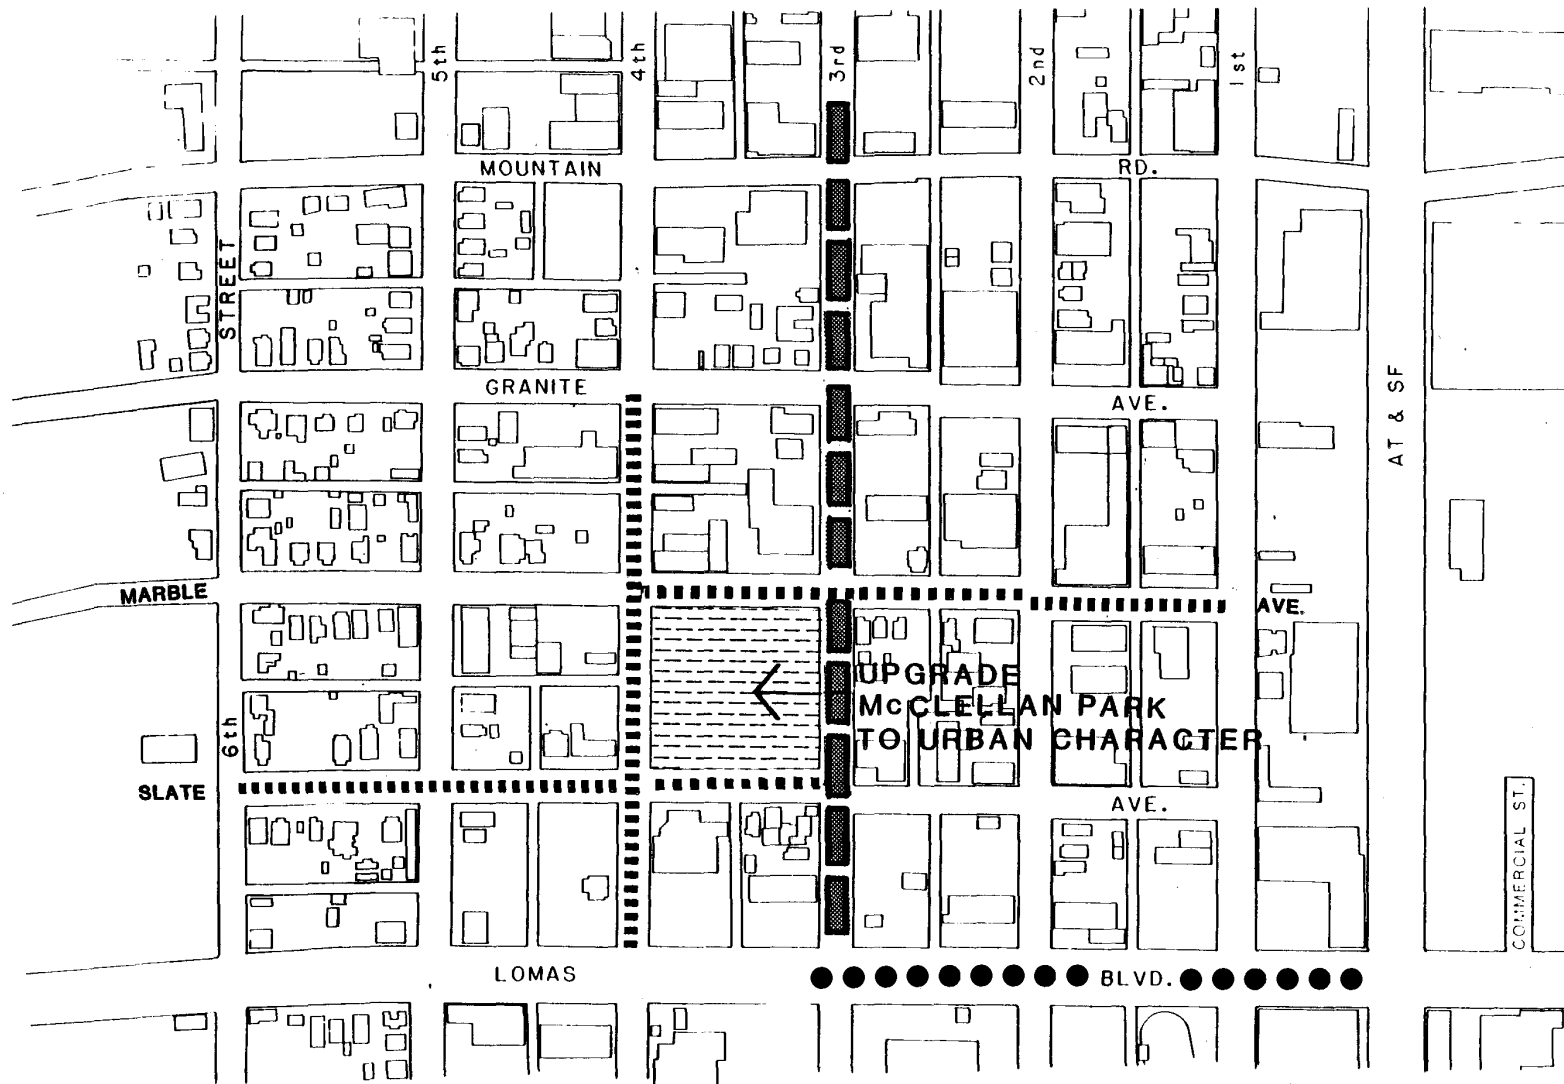 5th
4th
3rd
2nd
1st
MOUNTAIN
RD.
STREET
GRANITE
AVE.
AT & SF
MARBLE
AVE.
UPGRADE
McCLELLAN PARK
TO URBAN CHARACTER
6th
SLATE
AVE.
COMMERCIAL ST.
LOMAS
BLVD.